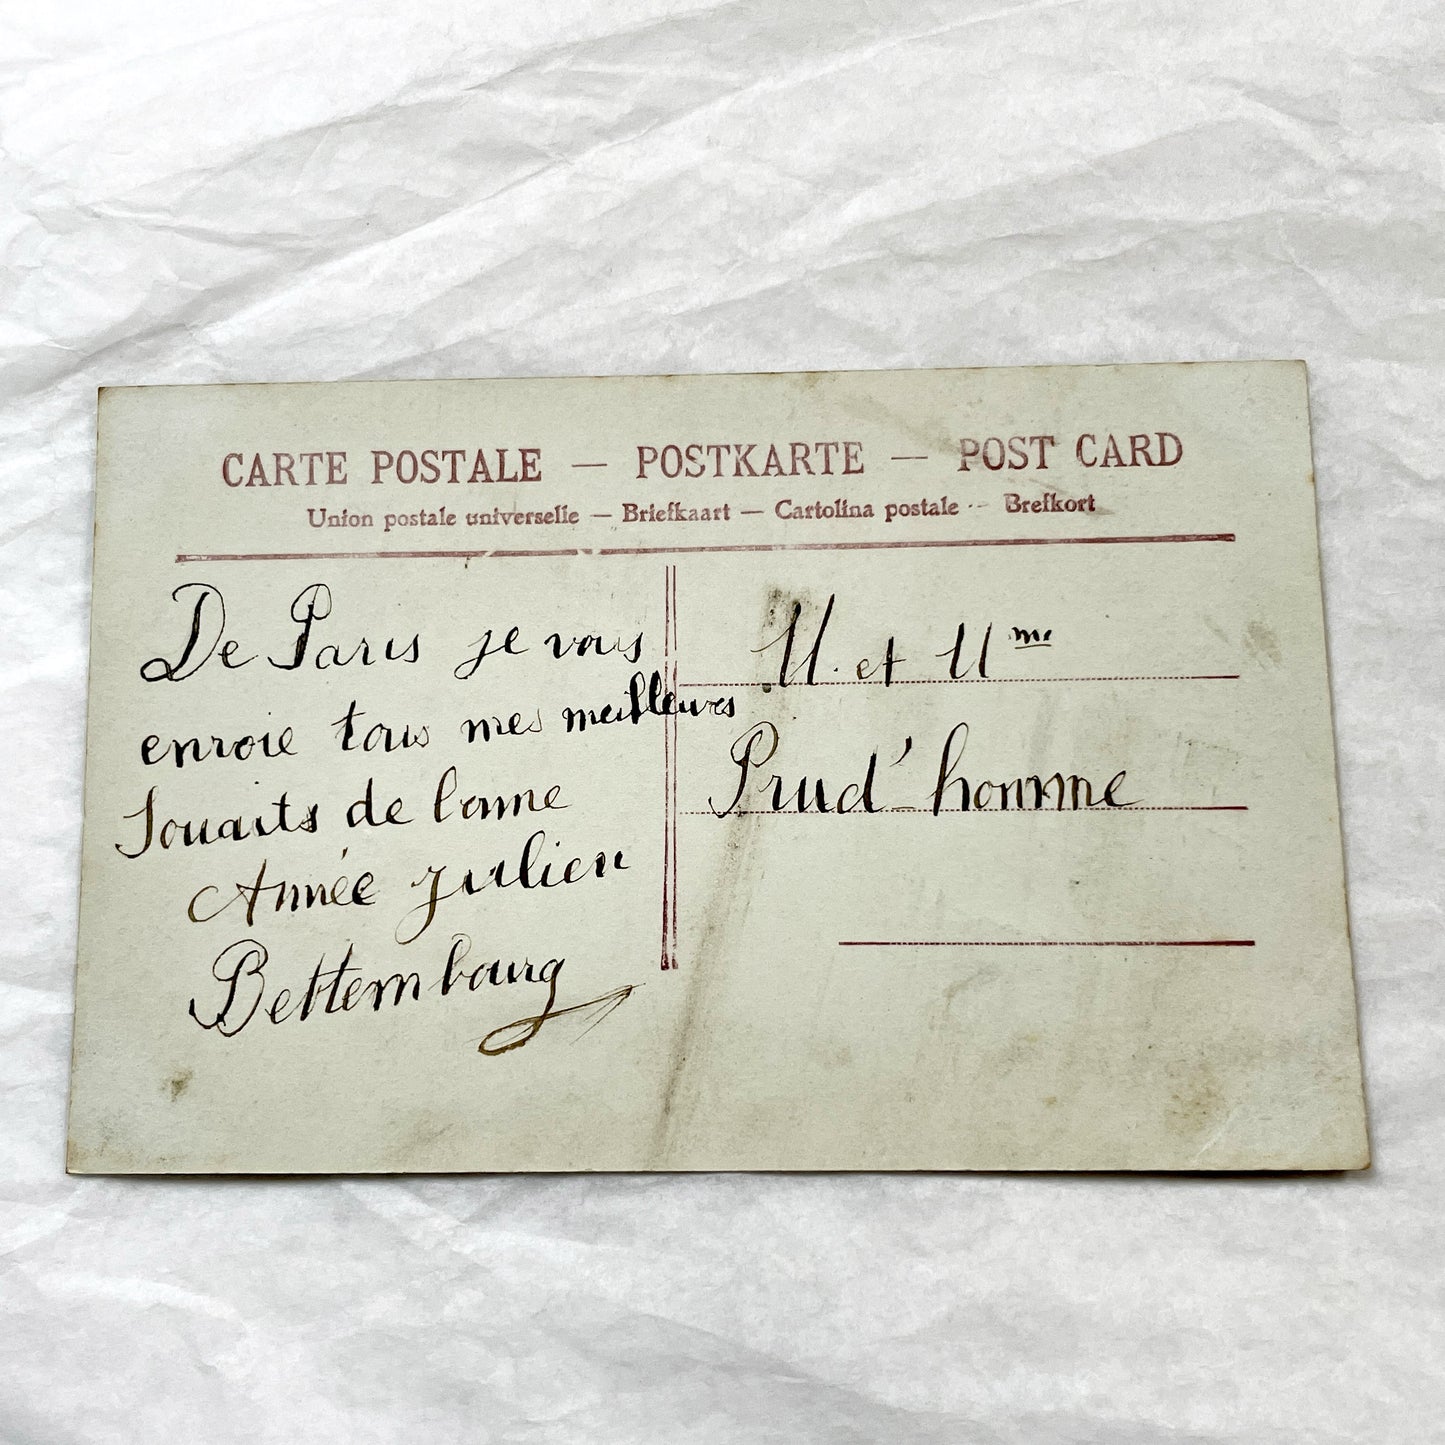 CARTE POSTALE — POSTKARTE — POST CARD
Union postale universelle — Briefkaart — Cartolina postale — Brefkort
De Paris je vous
envoie tous mes meilleurs
Souaits de bonne
Année Julien
Bettembourg
M. et Mme
Prud'homme